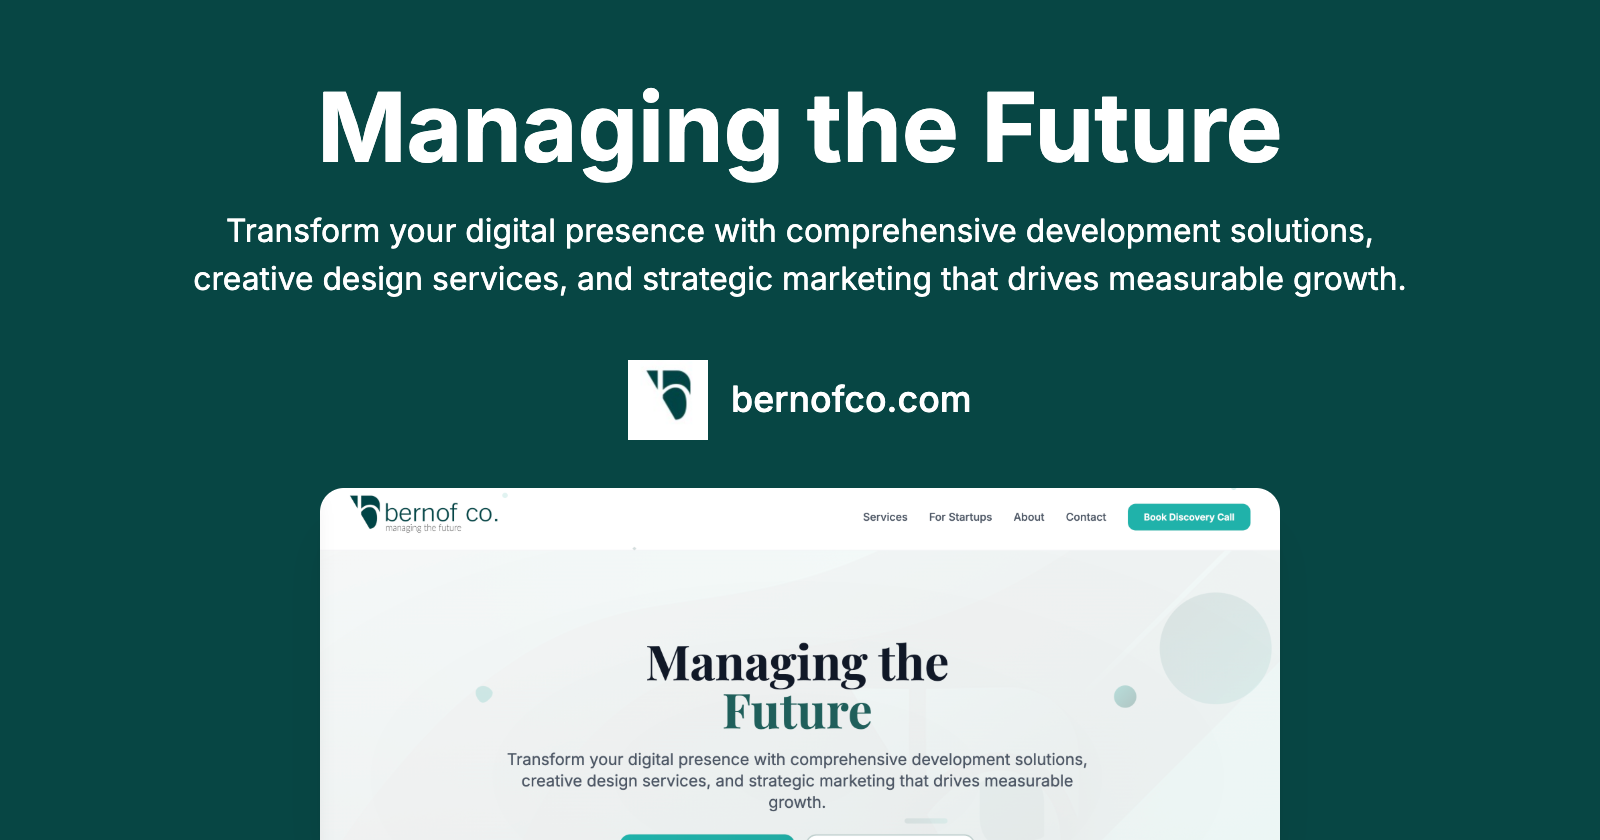 Managing the Future
Transform your digital presence with comprehensive development solutions,
creative design services, and strategic marketing that drives measurable growth.
bernofco.com
bernof co.
managing the future
Services
For Startups
About
Contact
Book Discovery Call
Managing the
Future
Transform your digital presence with comprehensive development solutions,
creative design services, and strategic marketing that drives measurable
growth.